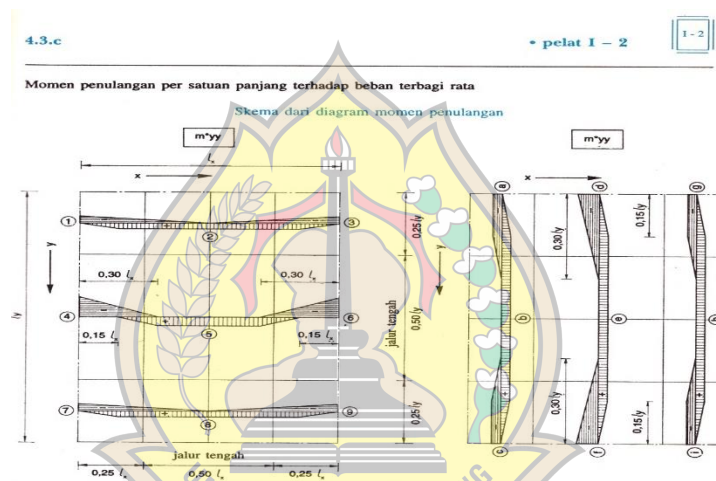 4.3.c
• pelat I – 2
I - 2
Momen penulangan per satuan panjang terhadap beban terbagi rata
Skema dari diagram momen penulangan
m*yy
m*yy
lx
x
x
y
y
ly
1
2
3
0,30 lx
0,30 lx
4
5
6
0,15 lx
0,15 lx
7
8
9
jalur tengah
0,25 lx
0,50 lx
0,25 lx
0,25 ly
jalur tengah
0,50 ly
0,25 ly
a
d
g
0,30 ly
0,15 ly
b
e
0,30 ly
0,15 ly
c
f
i